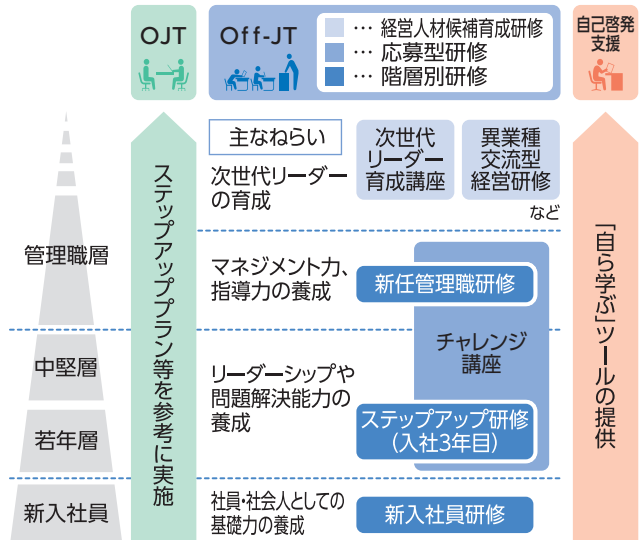 OJT
Off-JT
… 経営人材候補育成研修
… 応募型研修
… 階層別研修
自己啓発
支援
主なねらい
次世代リーダー
の育成
次世代
リーダー
育成講座
異業種
交流型
経営研修
など
管理職層
マネジメント力、
指導力の養成
新任管理職研修
チャレンジ
講座
中堅層
リーダーシップや
問題解決能力の
養成
若年層
ステップアップ研修
(入社3年目)
新入社員
社員・社会人としての
基礎力の養成
新入社員研修
ステップアッププラン等を参考に実施
「自ら学ぶ」ツールの提供